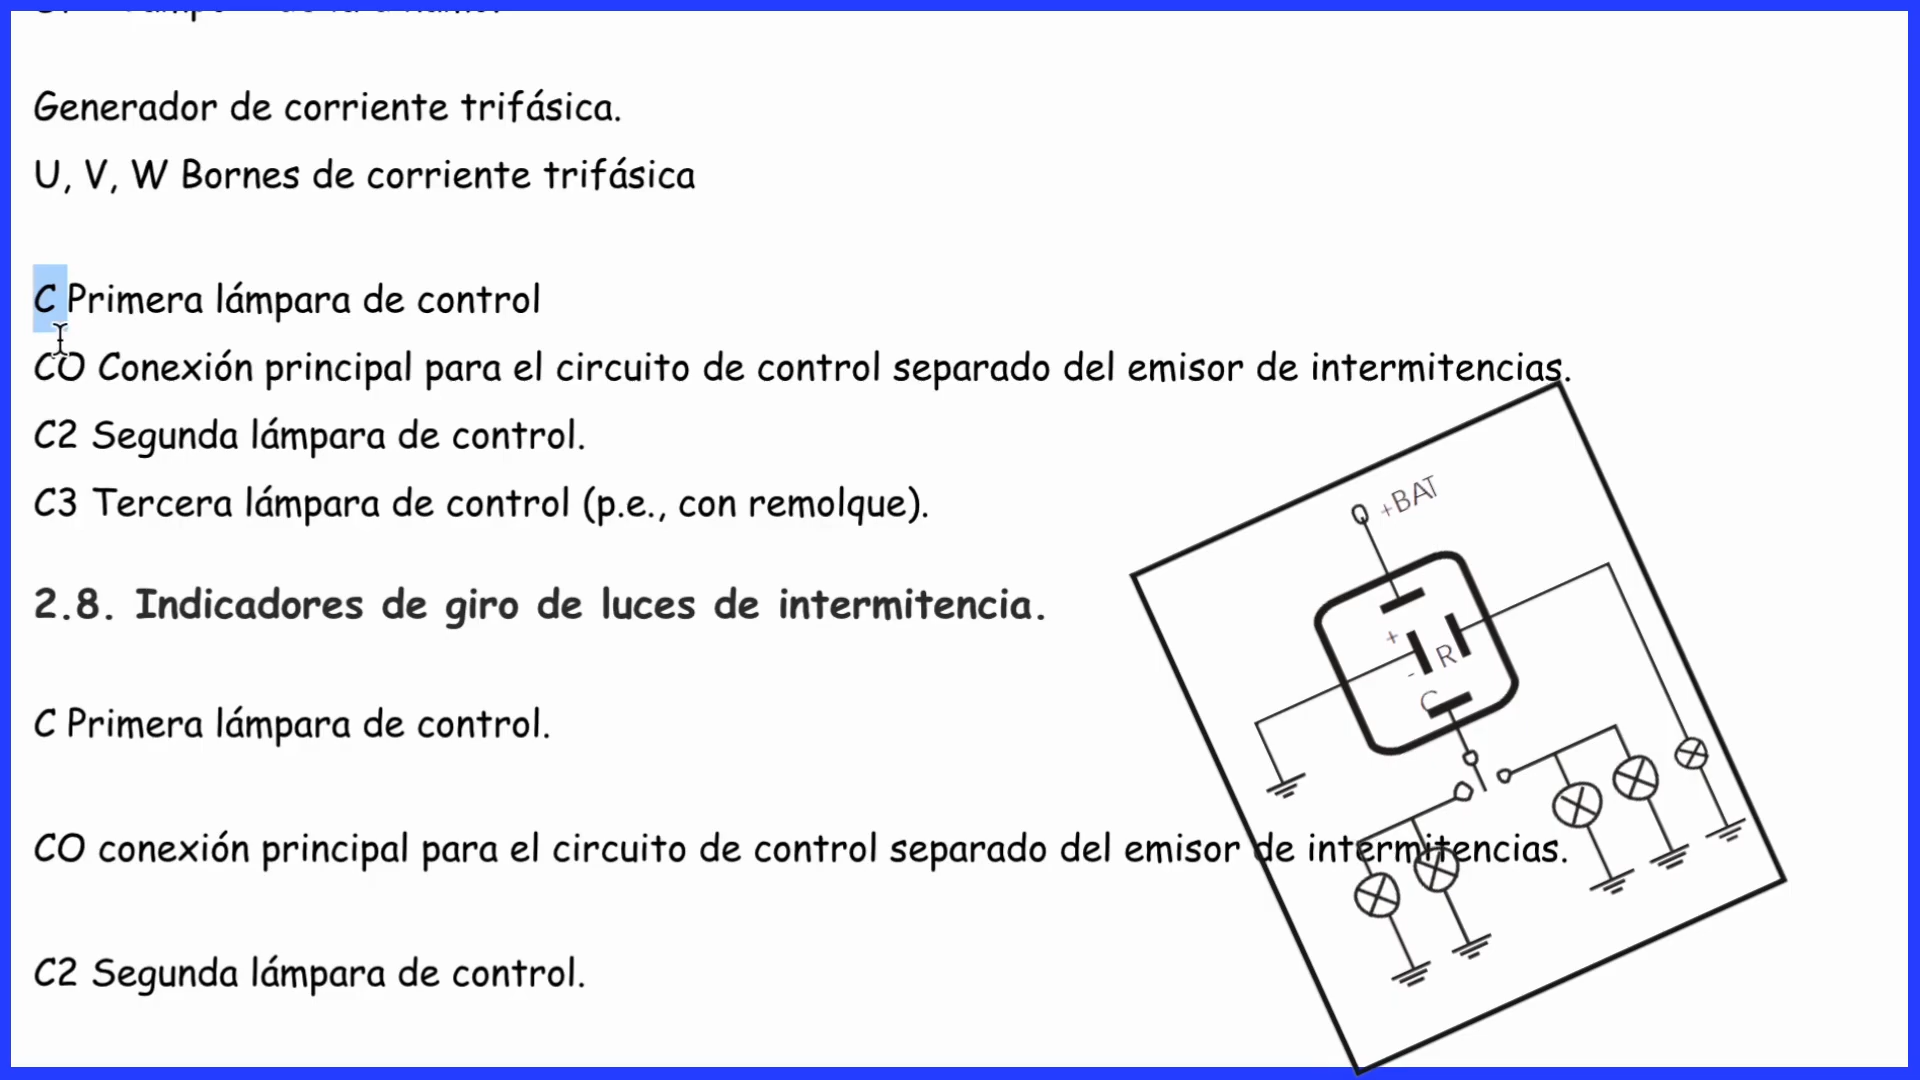 Generador de corriente trifásica.
U, V, W Bornes de corriente trifásica
C Primera lámpara de control
CO Conexión principal para el circuito de control separado del emisor de intermitencias.
C2 Segunda lámpara de control.
C3 Tercera lámpara de control (p.e., con remolque).
2.8. Indicadores de giro de luces de intermitencia.
+BAT
+
R
-
C
C Primera lámpara de control.
CO conexión principal para el circuito de control separado del emisor de intermitencias.
C2 Segunda lámpara de control.